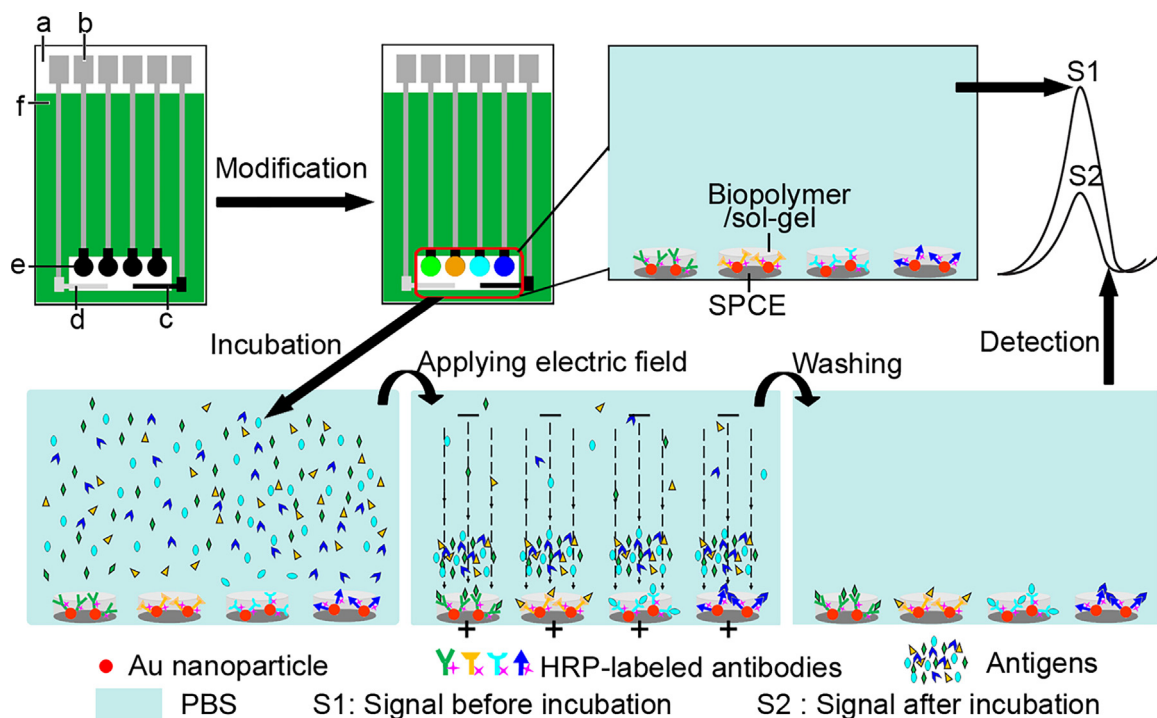 a
b
f
e
d
c
Modification
Biopolymer
/sol-gel
SPCE
S1
S2
Incubation
Applying electric field
Washing
Detection
+ + + +
Au nanoparticle
HRP-labeled antibodies
Antigens
PBS
S1: Signal before incubation
S2 : Signal after incubation